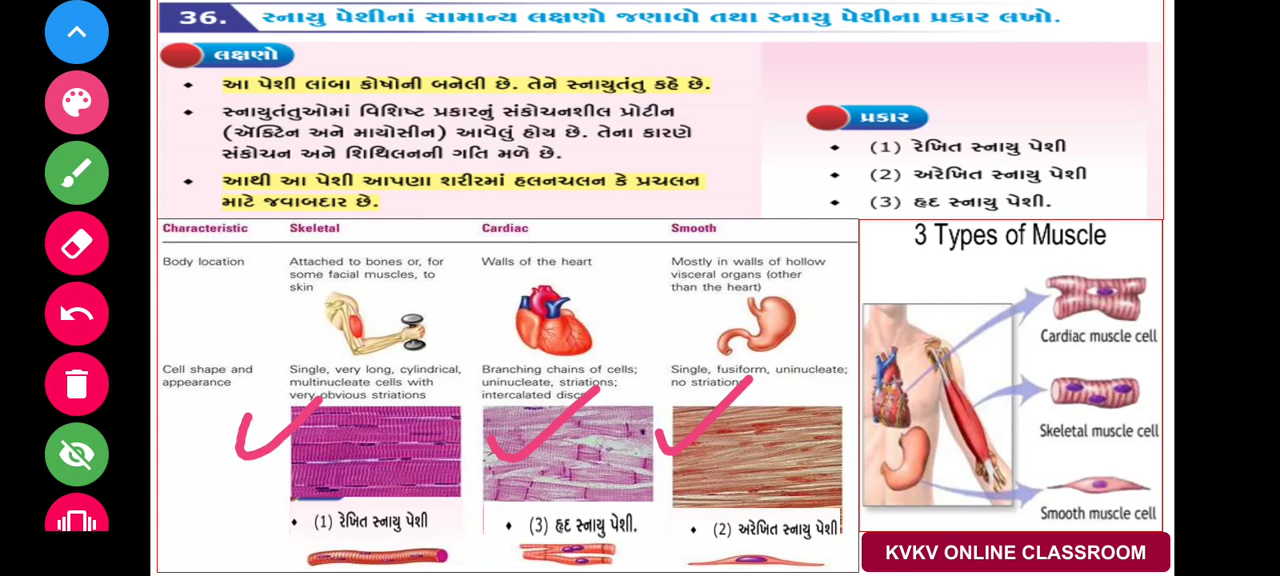 36. સ્નાયુ પેશીનાં સામાન્ય લક્ષણો જણાવો તથા સ્નાયુ પેશીના પ્રકાર લખો.
લક્ષણો
♦ આ પેશી લાંબા કોષોની બનેલી છે. તેને સ્નાયુતંતુ કહે છે.
♦ સ્નાયુતંતુઓમાં વિશિષ્ટ પ્રકારનું સંકોચનશીલ પ્રોટીન
(ઍક્ટિન અને માયોસીન) આવેલું હોય છે. તેના કારણે
સંકોચન અને શિથિલનની ગતિ મળે છે.
♦ આથી આ પેશી આપણા શરીરમાં હલનચલન કે પ્રચલન
માટે જવાબદાર છે.
પ્રકાર
♦ (1) રેખિત સ્નાયુ પેશી
♦ (2) અરેખિત સ્નાયુ પેશી
♦ (3) હૃદ સ્નાયુ પેશી.
Characteristic Skeletal Cardiac Smooth
Body location
Attached to bones or, for
some facial muscles, to
skin
Walls of the heart
Mostly in walls of hollow
visceral organs (other
than the heart)
Cell shape and
appearance
Single, very long, cylindrical,
multinucleate cells with
very obvious striations
Branching chains of cells;
uninucleate, striations;
intercalated discs
Single, fusiform, uninucleate;
no striations
♦ (1) રેખિત સ્નાયુ પેશી
♦ (3) હૃદ સ્નાયુ પેશી.
♦ (2) અરેખિત સ્નાયુ પેશી
3 Types of Muscle
Cardiac muscle cell
Skeletal muscle cell
Smooth muscle cell
KVKV ONLINE CLASSROOM